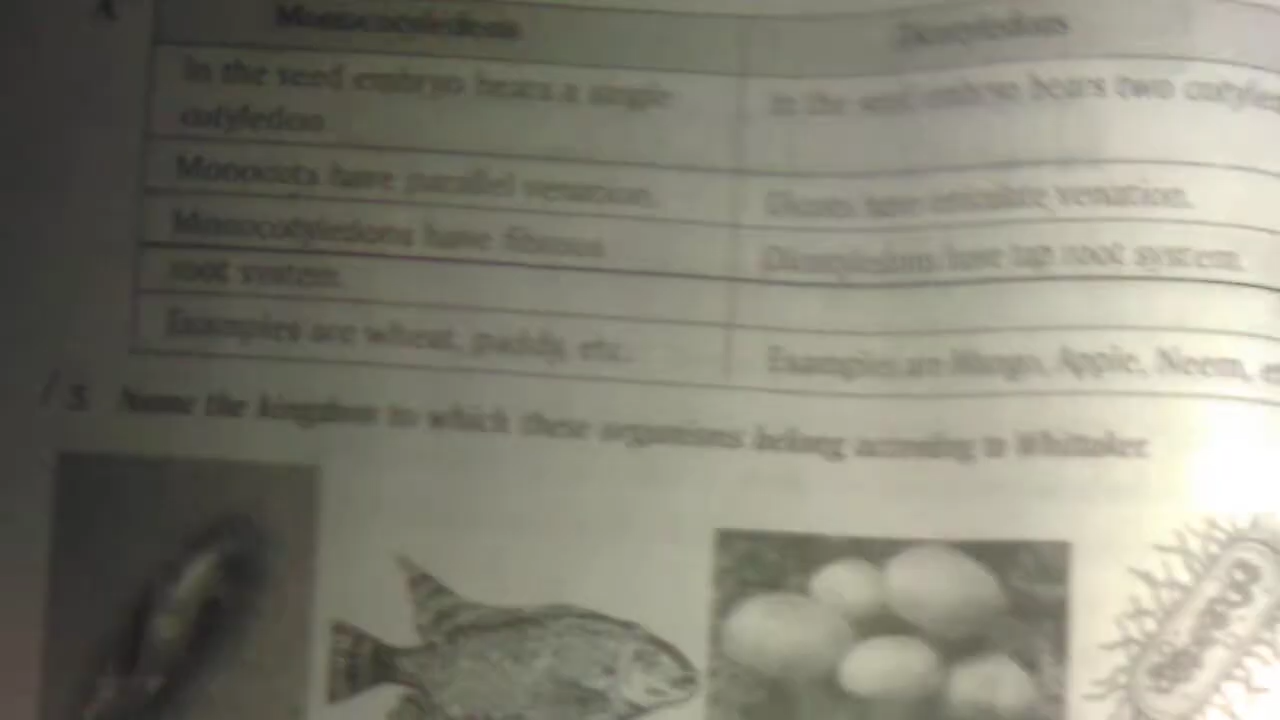 Monocotyledons
Dicotyledons
In the seed embryo bears a single
cotyledon
in the seed embryo bears two
Monocots have parallel venation.
Dicots have reticulate venation.
Monocotyledons have fibrous
root system.
Dicotyledons have tap root system.
Examples are wheat, paddy, etc.
Examples are Mango, Apple, Neem,
5. Name the kingdom to which these organisms belong according to Whittaker.